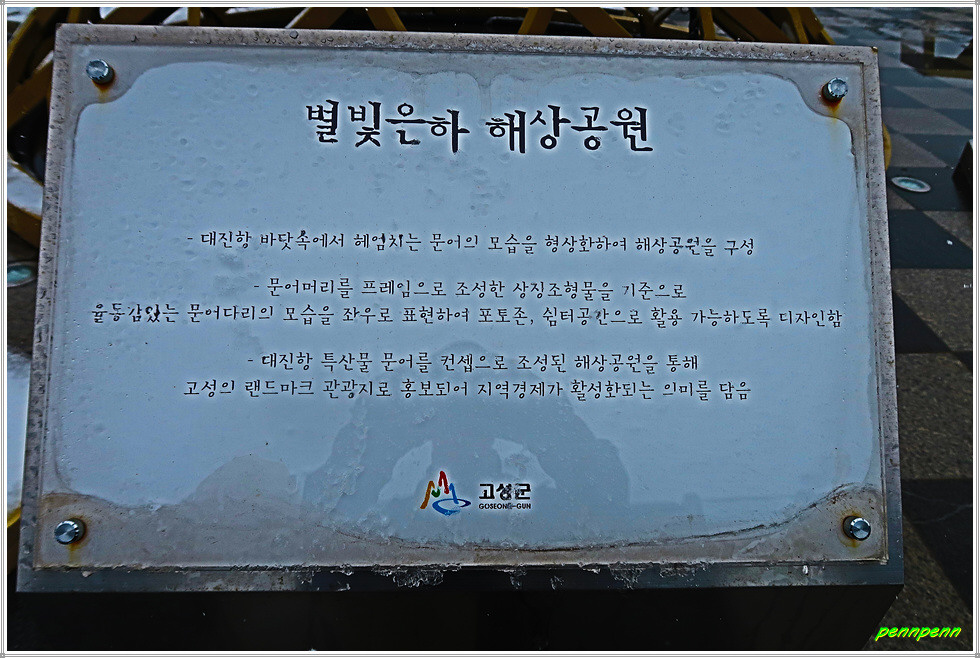 별빛은하 해상공원
- 대진항 바닷속에서 헤엄치는 문어의 모습을 형상화하여 해상공원을 구성
- 문어머리를 프레임으로 조성한 상징조형물을 기준으로
율동감있는 문어다리의 모습을 좌우로 표현하여 포토존, 쉼터공간으로 활용 가능하도록 디자인함
- 대진항 특산물 문어를 컨셉으로 조성된 해상공원을 통해
고성의 랜드마크 관광지로 홍보되어 지역경제가 활성화되는 의미를 담음
고성군
GOSEONG-GUN
pennpenn